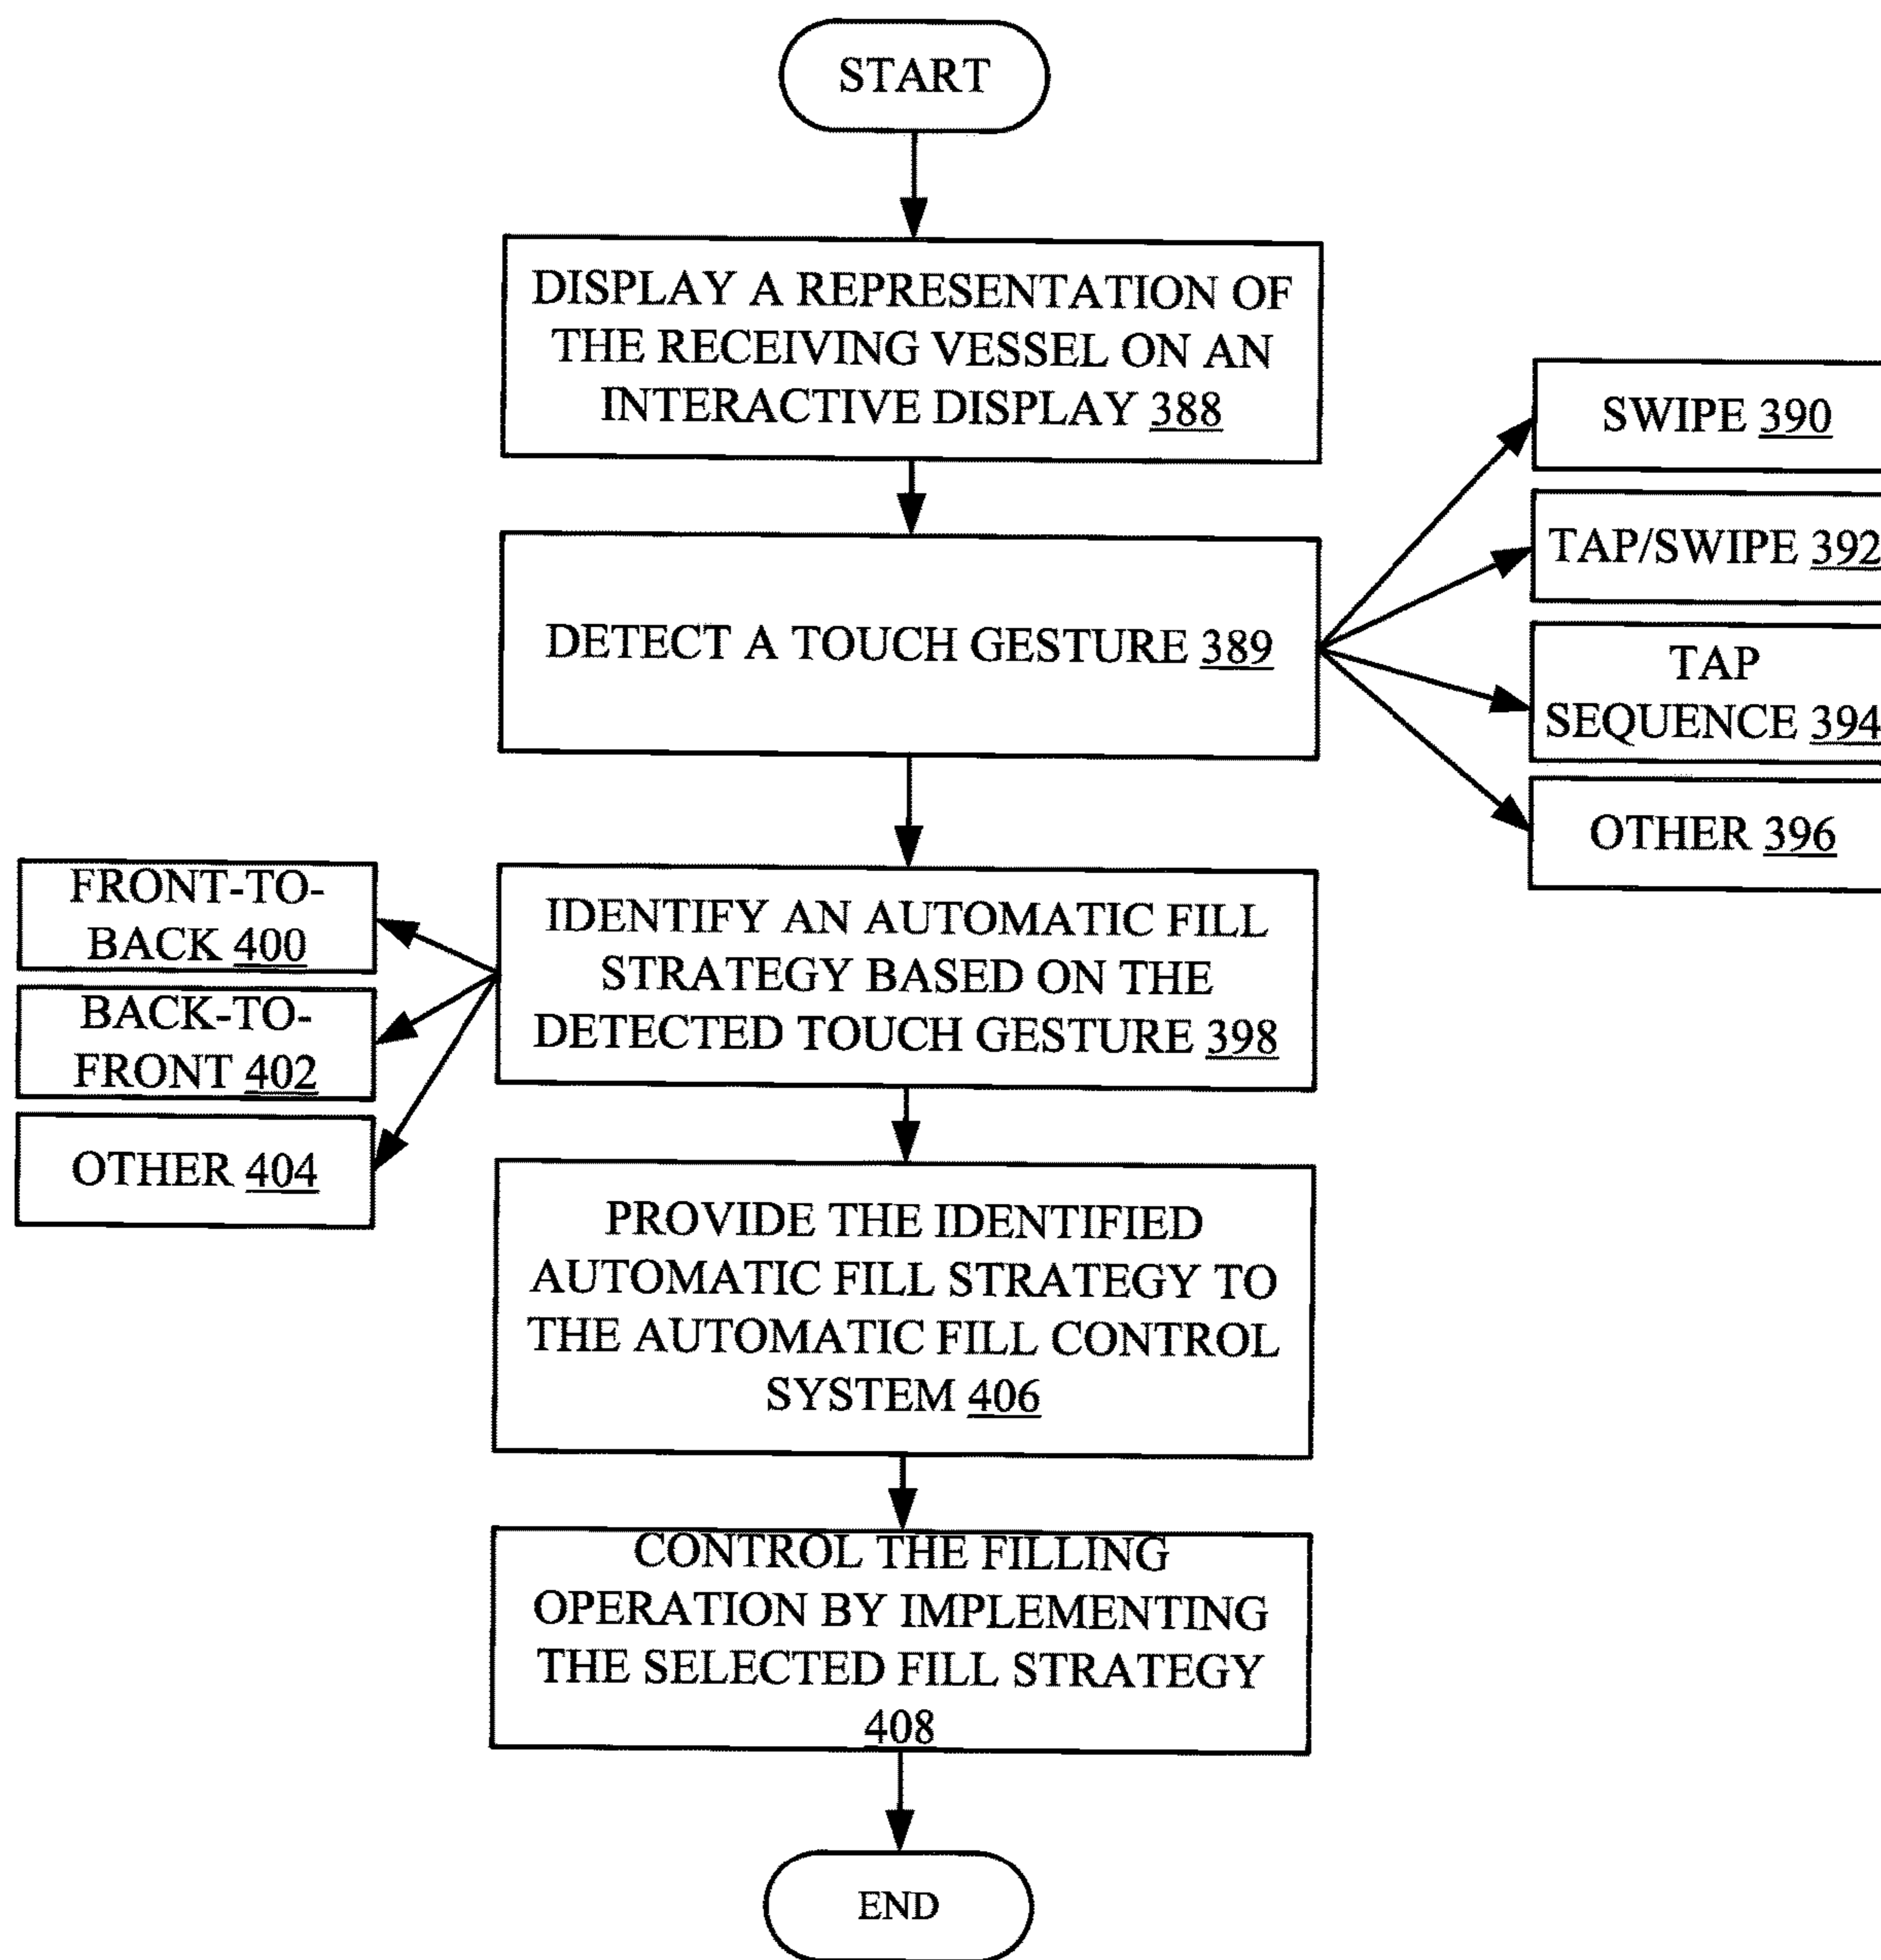 START
DISPLAY A REPRESENTATION OF
THE RECEIVING VESSEL ON AN
INTERACTIVE DISPLAY 388
DETECT A TOUCH GESTURE 389
SWIPE 390
TAP/SWIPE 392
TAP
SEQUENCE 394
OTHER 396
IDENTIFY AN AUTOMATIC FILL
STRATEGY BASED ON THE
DETECTED TOUCH GESTURE 398
FRONT-TO-
BACK 400
BACK-TO-
FRONT 402
OTHER 404
PROVIDE THE IDENTIFIED
AUTOMATIC FILL STRATEGY TO
THE AUTOMATIC FILL CONTROL
SYSTEM 406
CONTROL THE FILLING
OPERATION BY IMPLEMENTING
THE SELECTED FILL STRATEGY
408
END